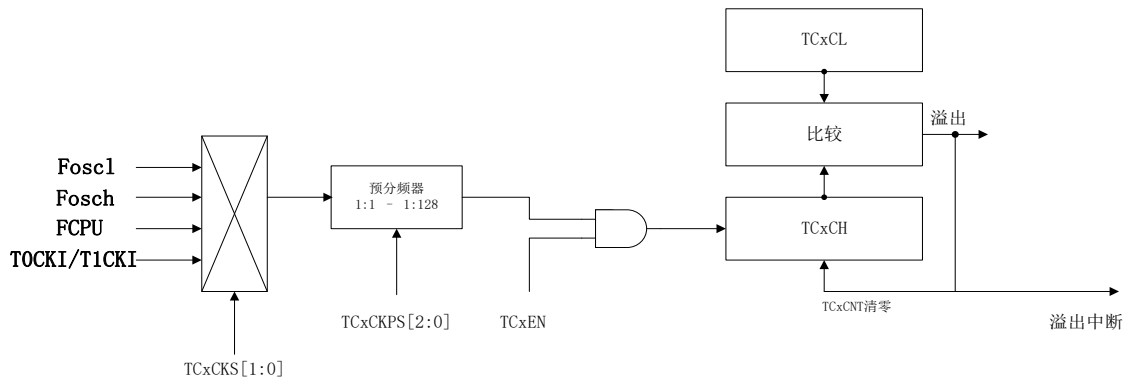 TCxCL
比较
溢出
Foscl
Fosch
FCPU
T0CKI/T1CKI
预分频器
1:1 - 1:128
TCxCH
TCxCNT清零
溢出中断
TCxCKPS[2:0]
TCxEN
TCxCKS[1:0]